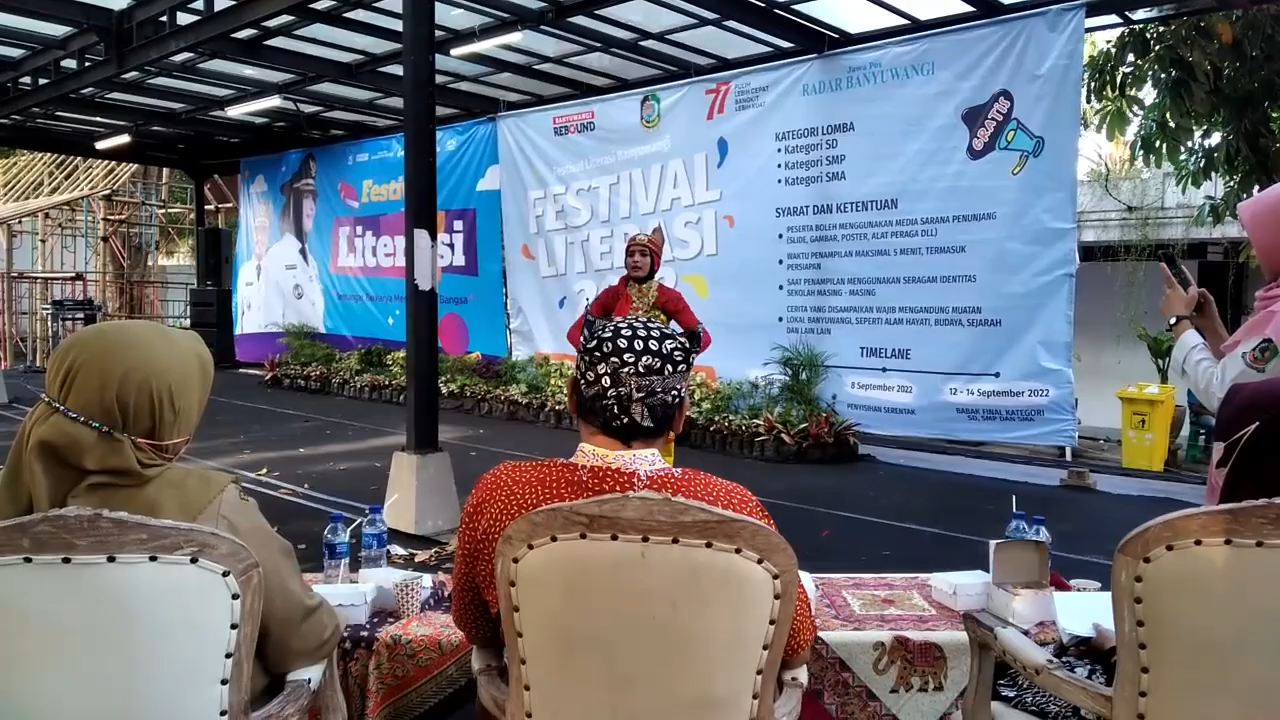 Literasi
BANYUWANGI
REBOUND
77
PULIH
LEBIH CEPAT
BANGKIT
LEBIH KUAT
Jawa Pos
RADAR BANYUWANGI
Festival Literasi Banyuwangi
FESTIVAL
LITERASI
GRATIS
KATEGORI LOMBA
• Kategori SD
• Kategori SMP
• Kategori SMA
SYARAT DAN KETENTUAN
• PESERTA BOLEH MENGGUNAKAN MEDIA SARANA PENUNJANG
(SLIDE, GAMBAR, POSTER, ALAT PERAGA DLL)
• WAKTU PENAMPILAN MAKSIMAL 5 MENIT, TERMASUK
PERSIAPAN
• SAAT PENAMPILAN MENGGUNAKAN SERAGAM IDENTITAS
SEKOLAH MASING - MASING
• CERITA YANG DISAMPAIKAN WAJIB MENGANDUNG MUATAN
LOKAL BANYUWANGI, SEPERTI ALAM HAYATI, BUDAYA, SEJARAH
DAN LAIN LAIN
TIMELANE
8 September 2022
12 - 14 September 2022
PENYISIHAN SERENTAK
BABAK FINAL KATEGORI
SD, SMP DAN SMA